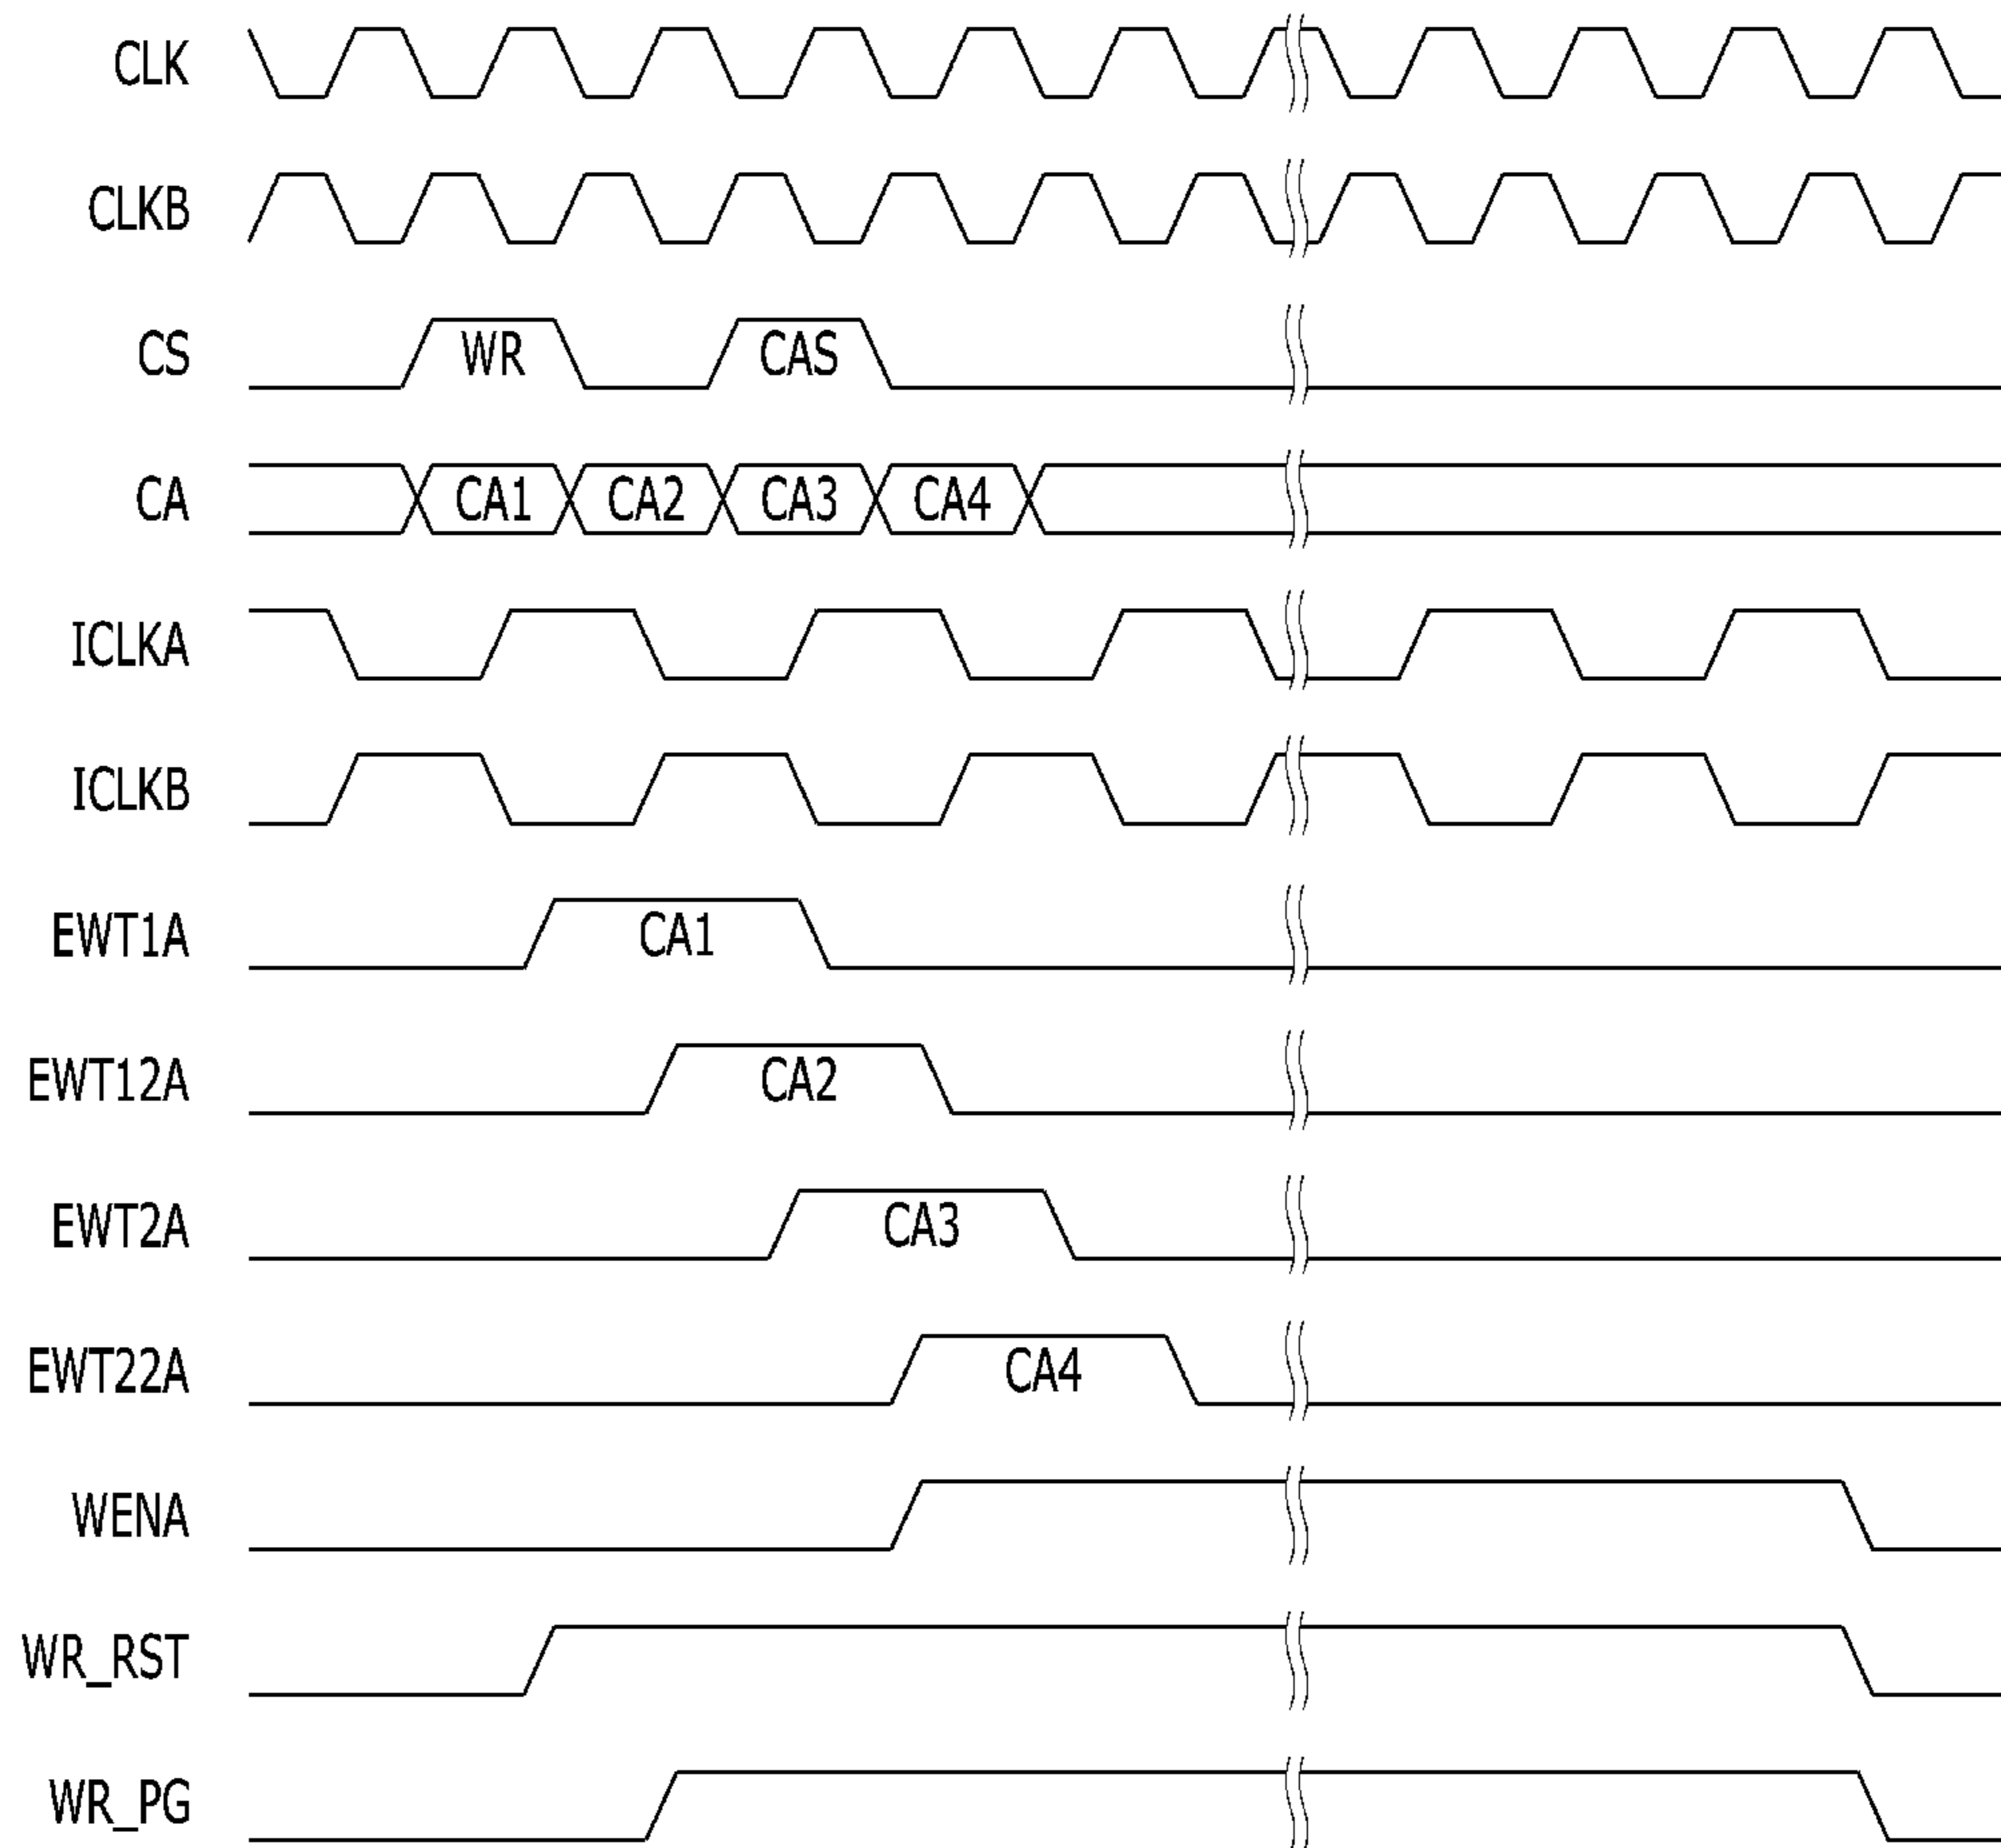 CLK
CLKB
CS WR CAS
CA CA1 CA2 CA3 CA4
ICLKA
ICLKB
EWT1A CA1
EWT12A CA2
EWT2A CA3
EWT22A CA4
WENA
WR_RST
WR_PG